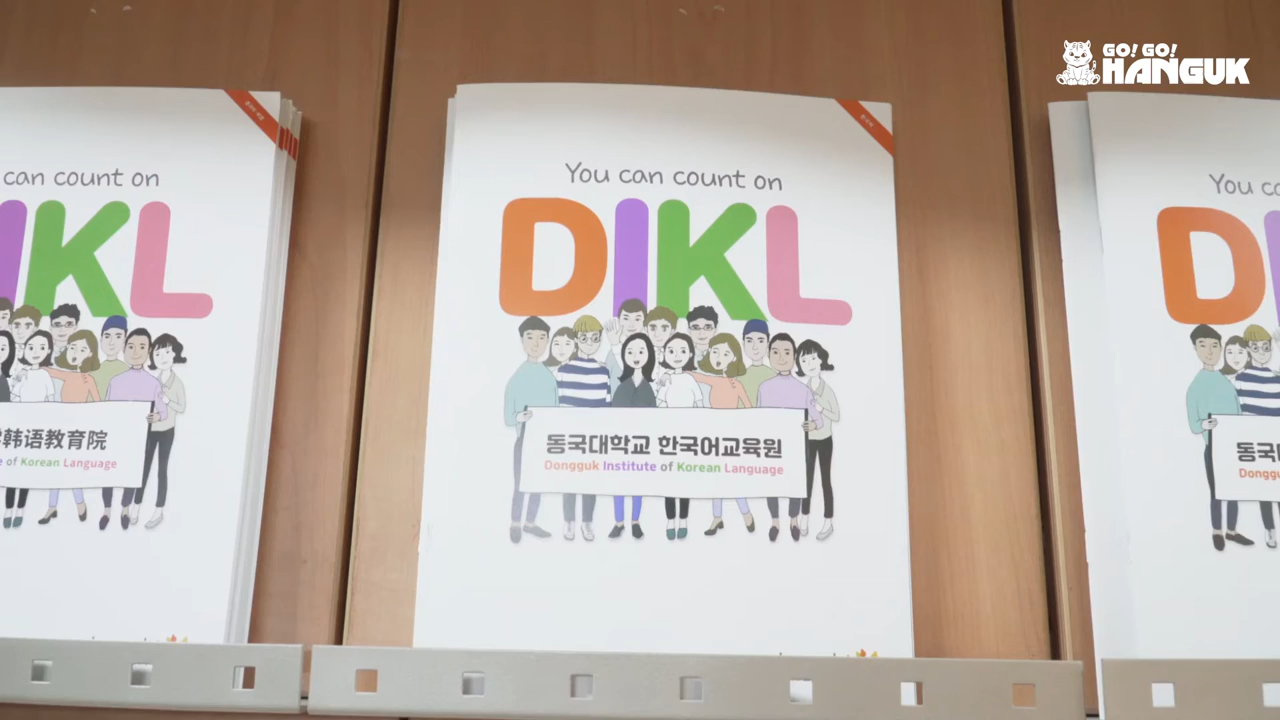 GO! GO!
HANGUK
can count on
IKL
韩语教育院
of Korean Language
You can count on
DIKL
동국대학교 한국어교육원
Dongguk Institute of Korean Language
You
D
동국